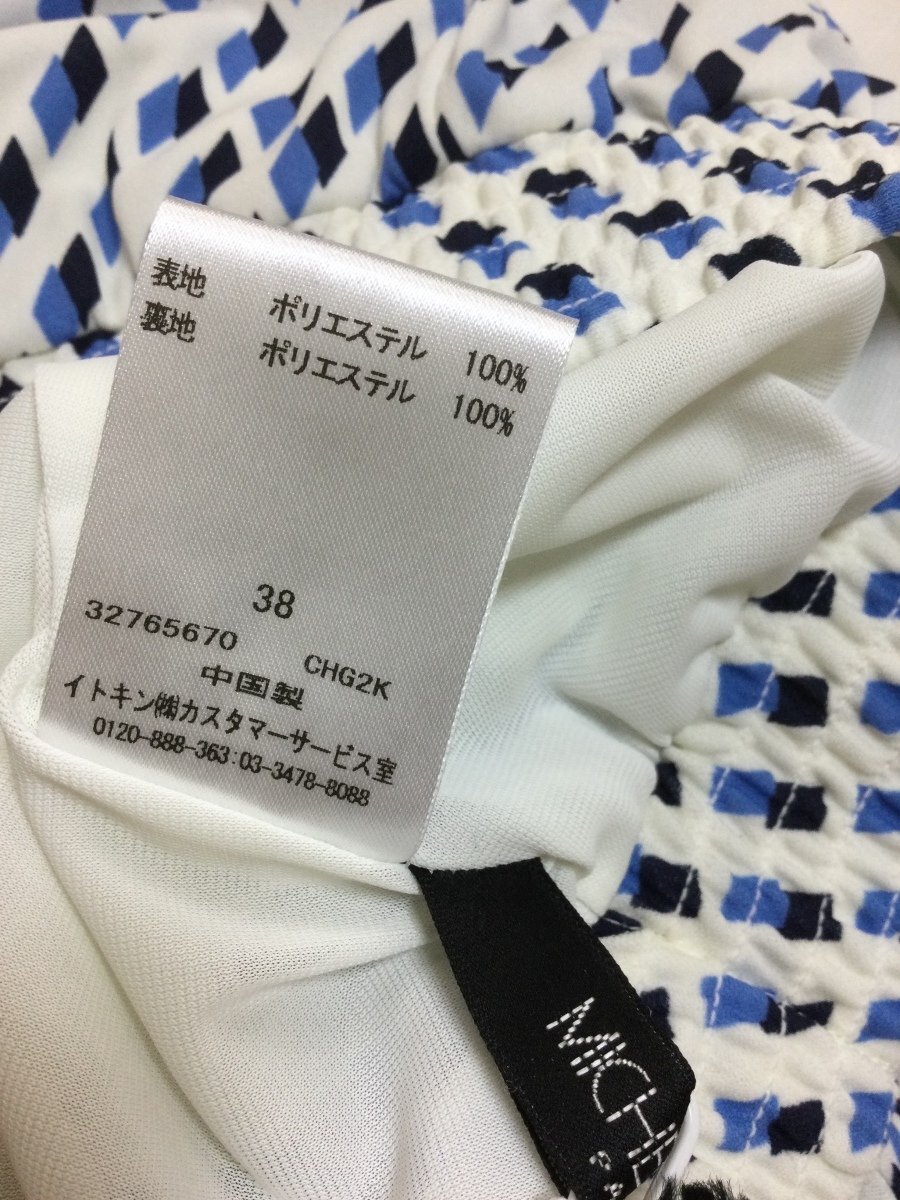 表地 ポリエステル 100%
裏地 ポリエステル 100%
38
32765670 CHG2K
中国製
イトキン㈱カスタマーサービス室
0120-888-363:03-3478-8088
MICHE